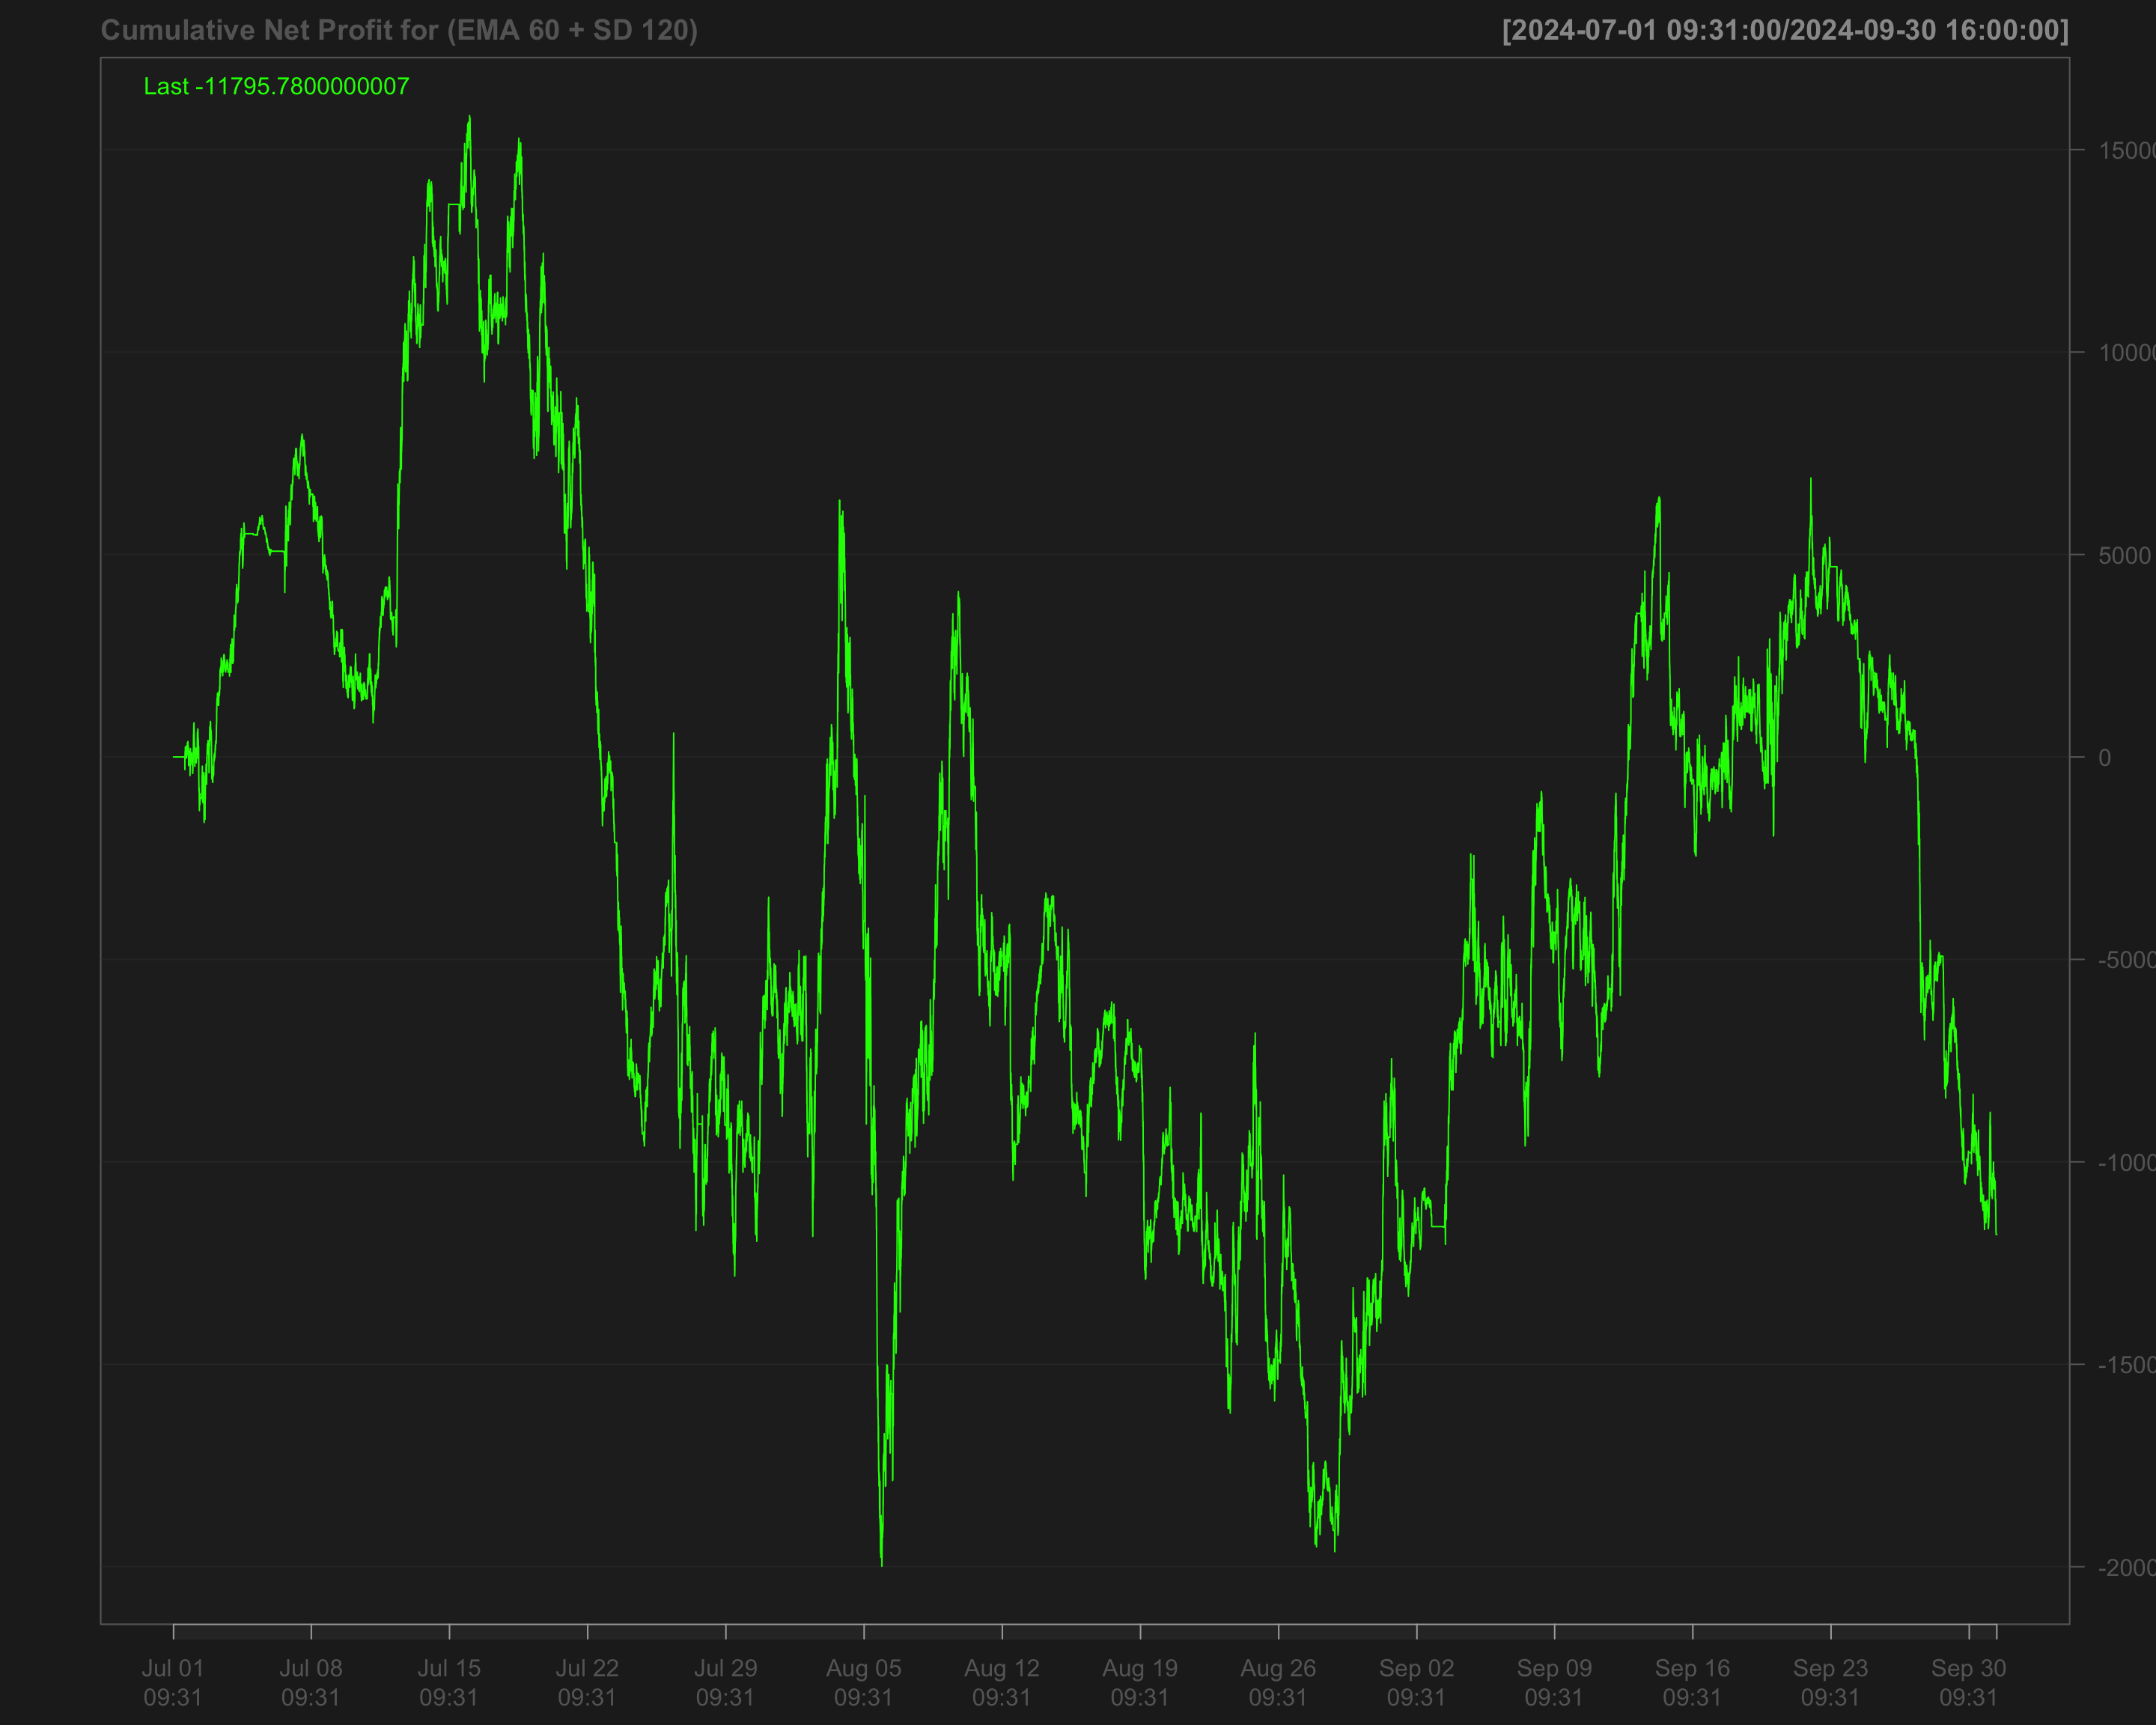 Cumulative Net Profit for (EMA 60 + SD 120) [2024-07-01 09:31:00/2024-09-30 16:00:00]
Last -11795.7800000007
15000
10000
5000
0
-5000
-1000
-1500
-2000
Jul 01 Jul 08 Jul 15 Jul 22 Jul 29 Aug 05 Aug 12 Aug 19 Aug 26 Sep 02 Sep 09 Sep 16 Sep 23 Sep 30
09:31 09:31 09:31 09:31 09:31 09:31 09:31 09:31 09:31 09:31 09:31 09:31 09:31 09:31